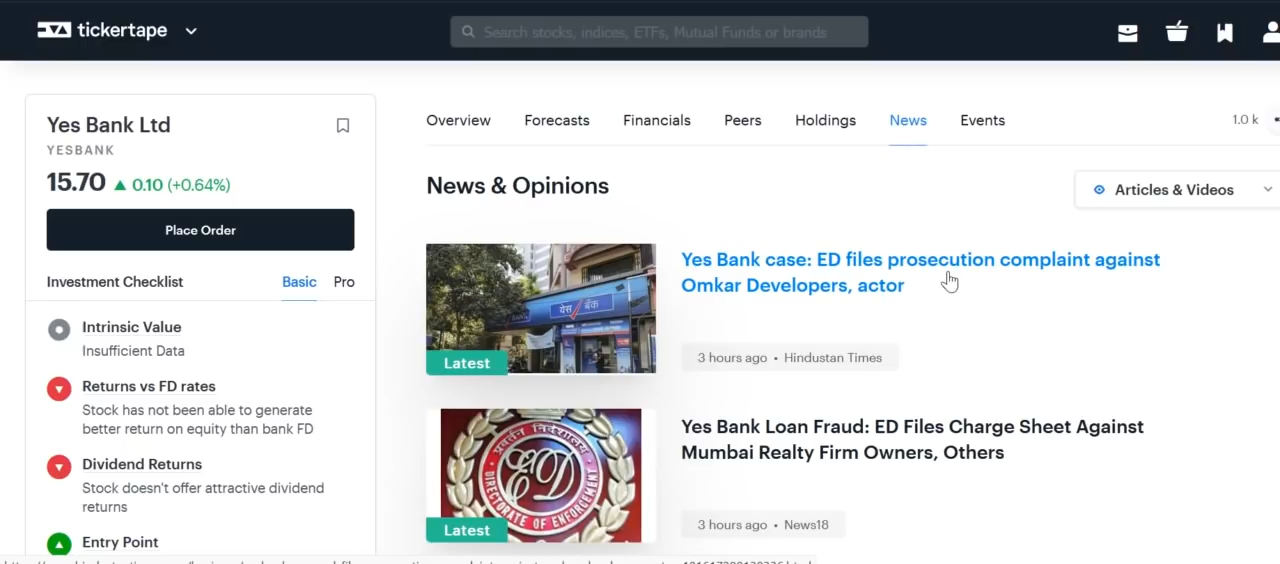 tickertape
Search stocks, indices, ETFs, Mutual Funds or brands
Yes Bank Ltd
YESBANK
15.70 0.10 (+0.64%)
Place Order
Investment Checklist Basic Pro
Intrinsic Value
Insufficient Data
Returns vs FD rates
Stock has not been able to generate
better return on equity than bank FD
Dividend Returns
Stock doesn't offer attractive dividend
returns
Entry Point
Overview Forecasts Financials Peers Holdings News Events 1.0 k
News & Opinions
Articles & Videos
येस बैंक
Latest
Yes Bank case: ED files prosecution complaint against
Omkar Developers, actor
3 hours ago • Hindustan Times
प्रवर्तन निदेशालय
ED
DIRECTORATE OF ENFORCEMENT
Latest
Yes Bank Loan Fraud: ED Files Charge Sheet Against
Mumbai Realty Firm Owners, Others
3 hours ago • News18